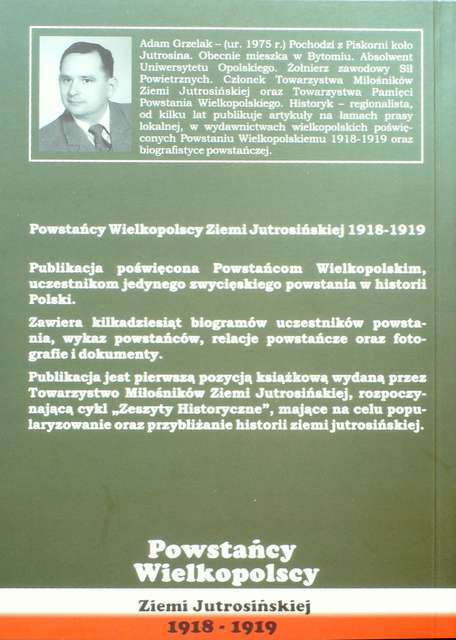 Adam Grzelak – (ur. 1975 r.) Pochodzi z Piskorni koło
Jutrosina. Obecnie mieszka w Bytomiu. Absolwent
Uniwersytetu Opolskiego. Żołnierz zawodowy Sił
Powietrznych. Członek Towarzystwa Miłośników
Ziemi Jutrosińskiej oraz Towarzystwa Pamięci
Powstania Wielkopolskiego. Historyk – regionalista,
od kilku lat publikuje artykuły na łamach prasy
lokalnej, w wydawnictwach wielkopolskich poświę-
conych Powstaniu Wielkopolskiemu 1918-1919 oraz
biografistyce powstańczej.
Powstańcy Wielkopolscy Ziemi Jutrosińskiej 1918-1919
Publikacja poświęcona Powstańcom Wielkopolskim,
uczestnikom jedynego zwycięskiego powstania w historii
Polski.
Zawiera kilkadziesiąt biogramów uczestników powsta-
nia, wykaz powstańców, relacje powstańcze oraz foto-
grafie i dokumenty.
Publikacja jest pierwszą pozycją książkową wydaną przez
Towarzystwo Miłośników Ziemi Jutrosińskiej, rozpoczy-
nającą cykl „Zeszyty Historyczne”, mające na celu popu-
laryzowanie oraz przybliżanie historii ziemi jutrosińskiej.
Powstańcy
Wielkopolscy
Ziemi Jutrosińskiej
1918 - 1919